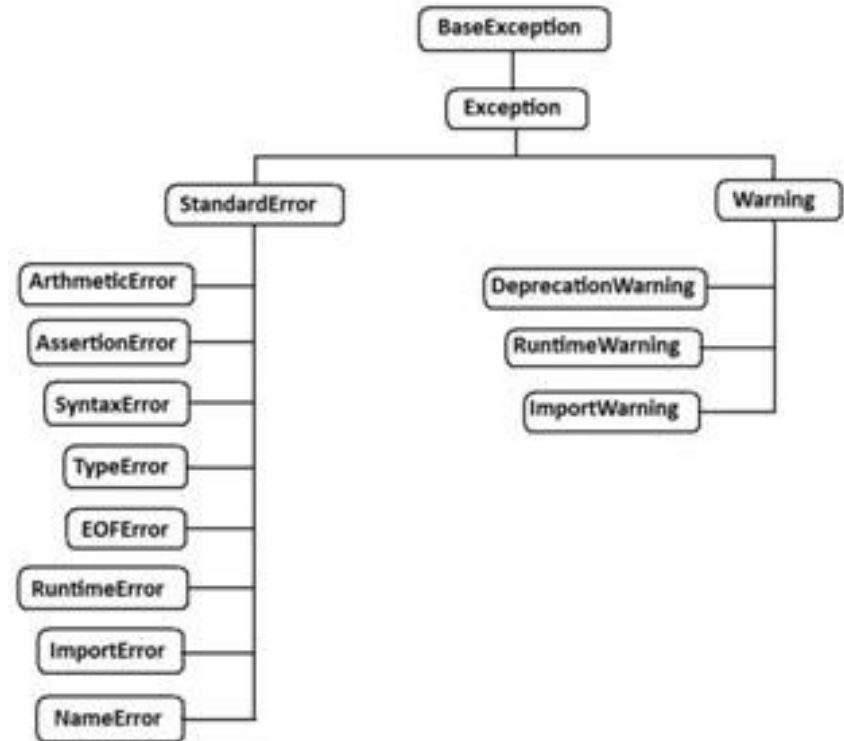 BaseException
Exception
StandardError
Warning
ArthmeticError
AssertionError
SyntaxError
TypeError
EOFError
RuntimeError
ImportError
NameError
DeprecationWarning
RuntimeWarning
ImportWarning